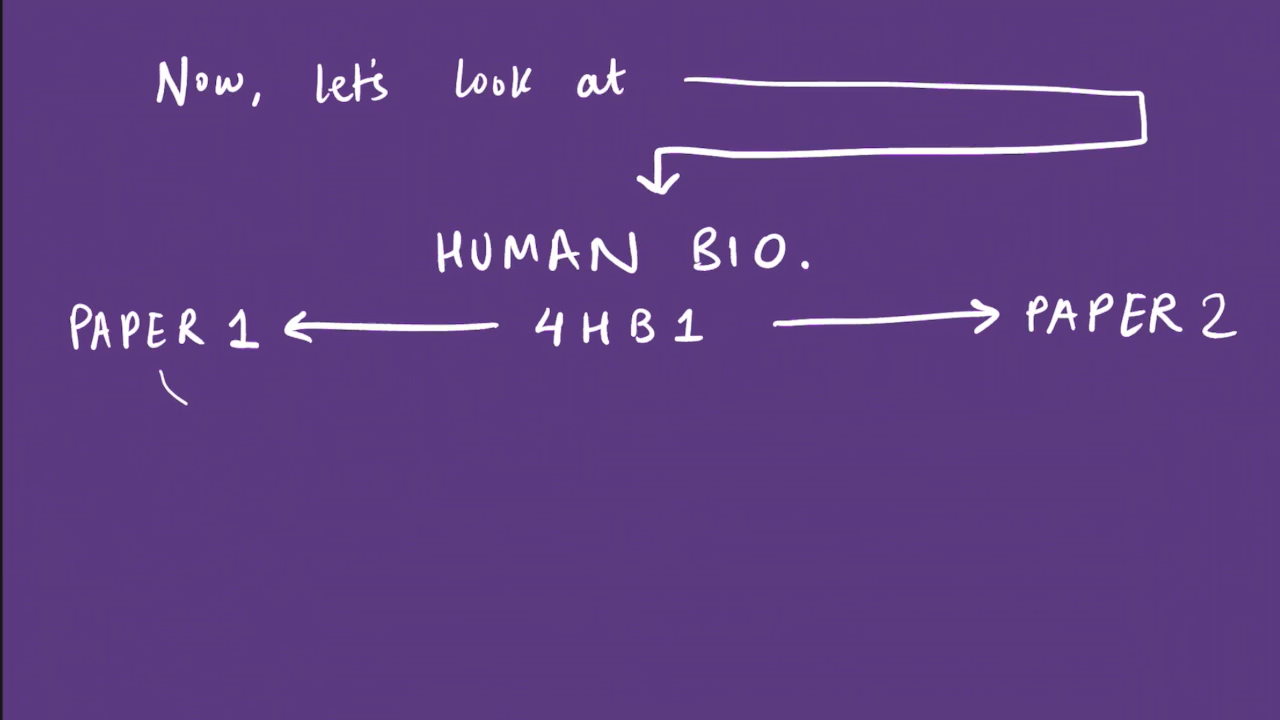 Now, let's look at
HUMAN BIO.
PAPER 1 ← 4HB1 → PAPER 2